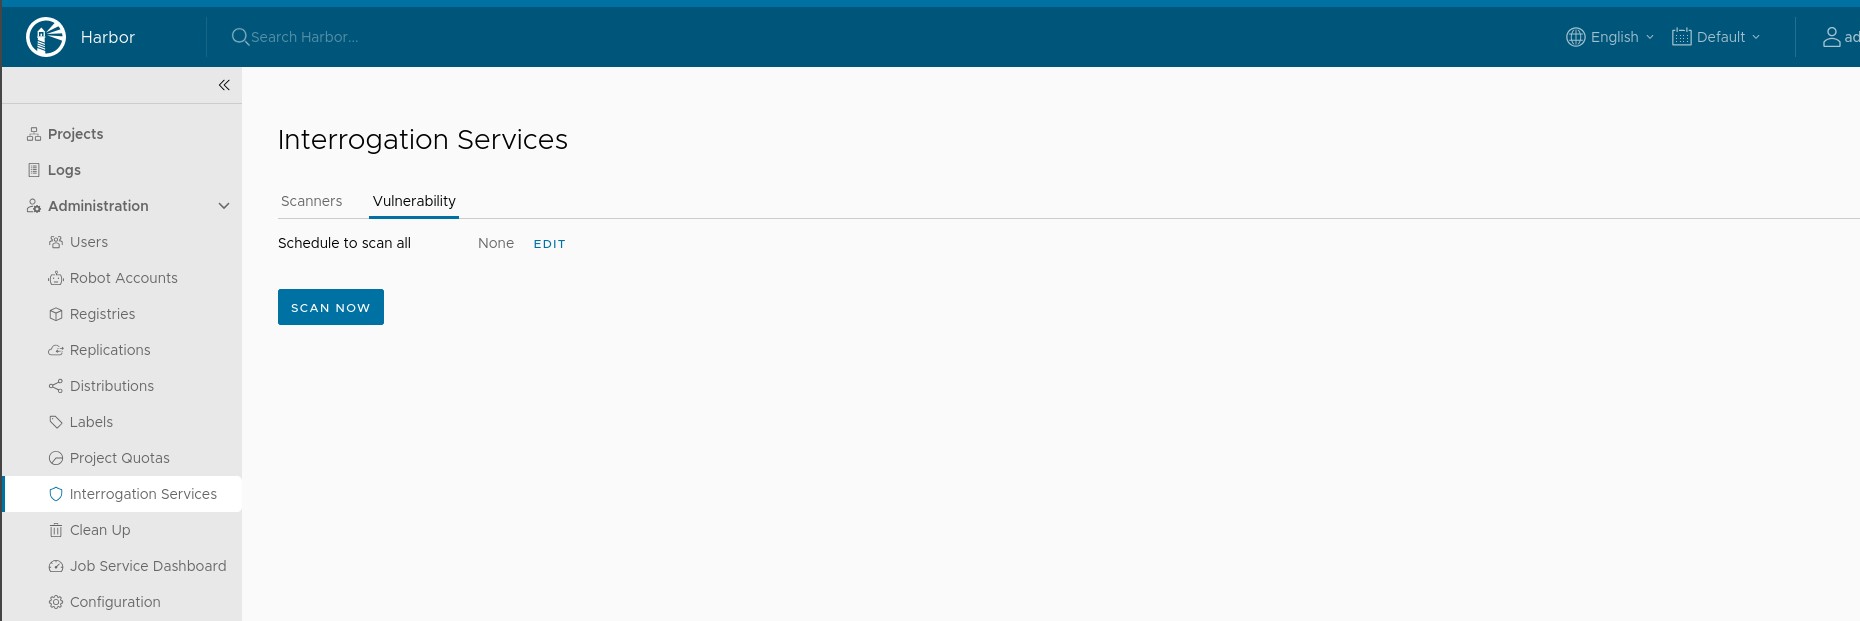 Harbor
Search Harbor...
English
Default
ad
Projects
Logs
Administration
Users
Robot Accounts
Registries
Replications
Distributions
Labels
Project Quotas
Interrogation Services
Clean Up
Job Service Dashboard
Configuration
Interrogation Services
Scanners Vulnerability
Schedule to scan all None EDIT
SCAN NOW